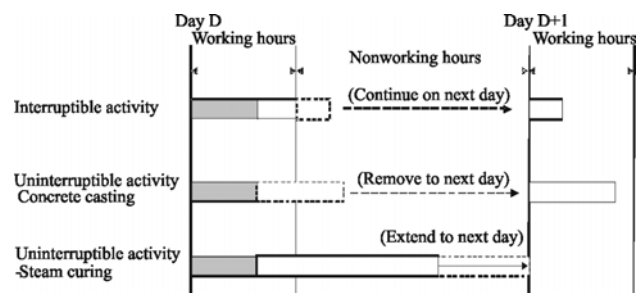 Day D
Day D+1
Working hours
Working hours
Nonworking hours
Interruptible activity
(Continue on next day)
Uninterruptible activity
Concrete casting
(Remove to next day)
(Extend to next day)
Uninterruptible activity
-Steam curing